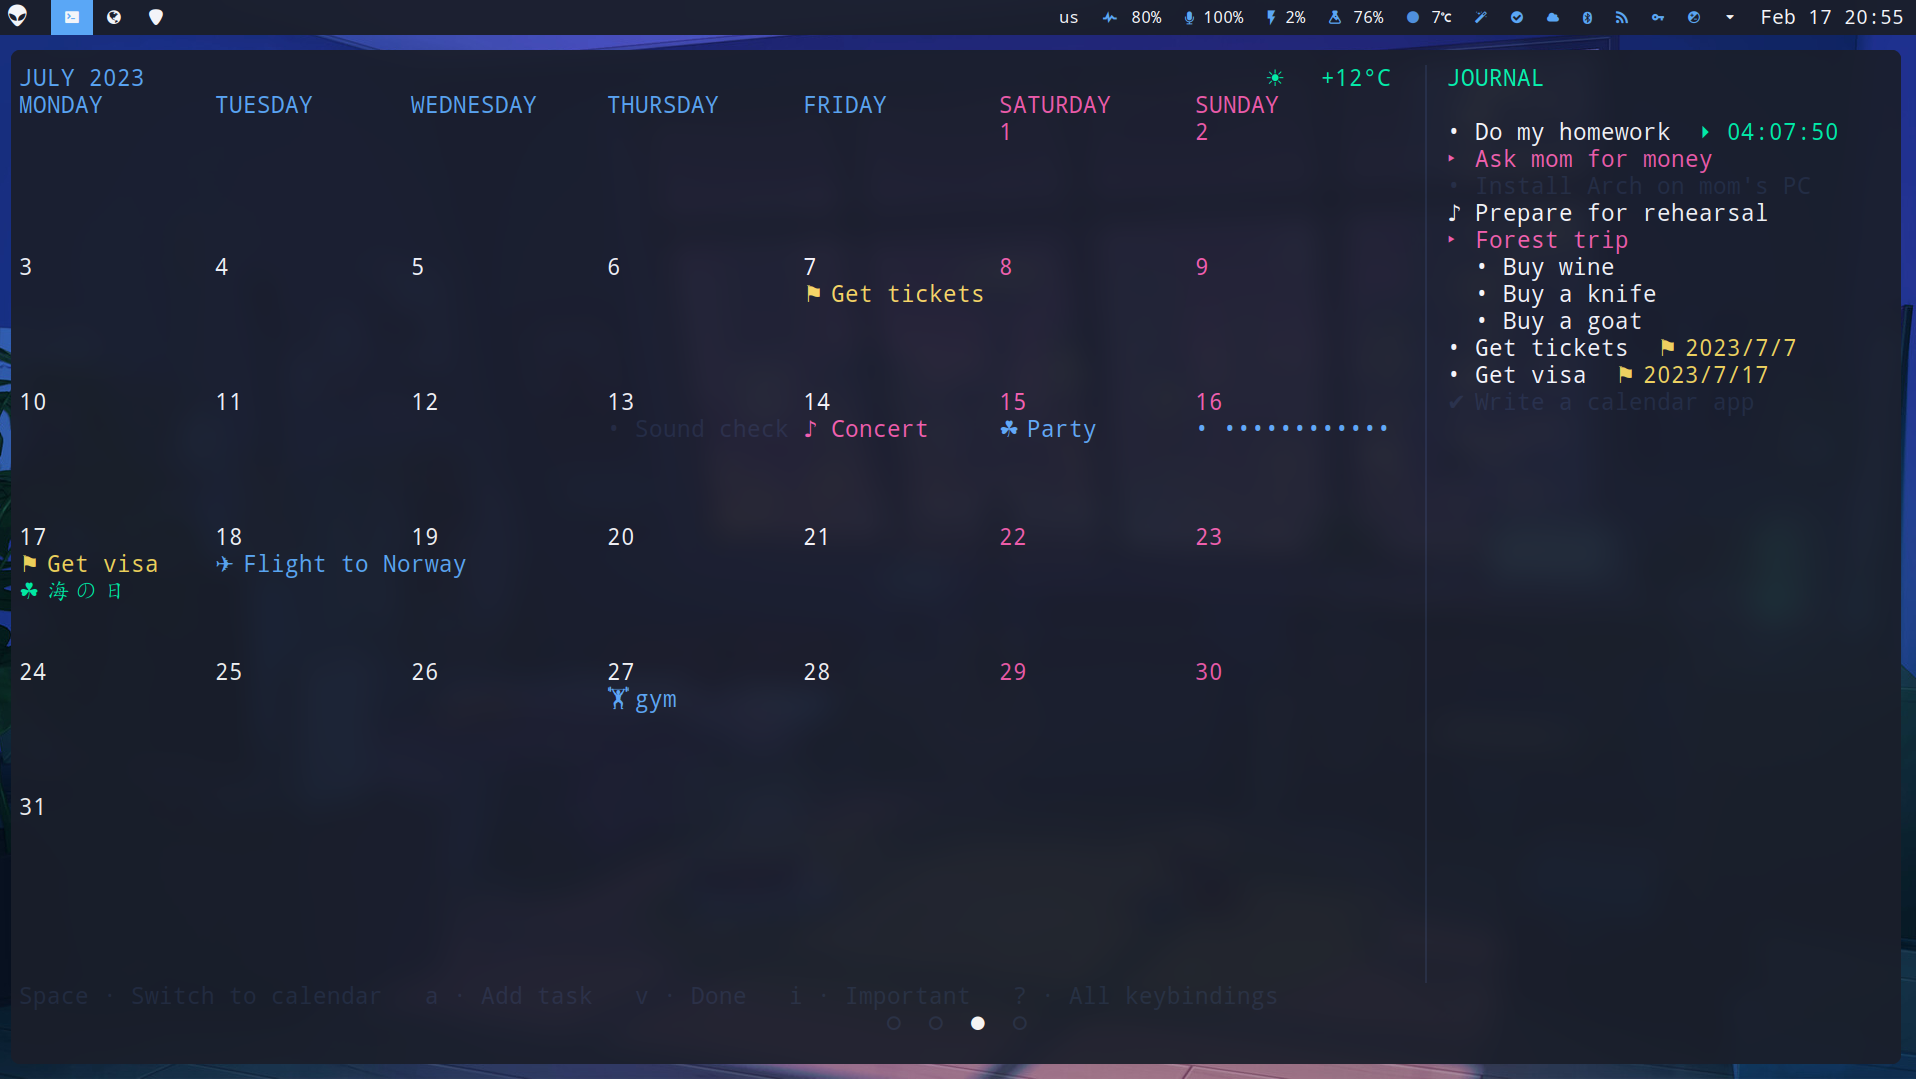 us 80% 100% 2% 76% 7℃ Feb 17 20:55
JULY 2023 ☀ +12°C
MONDAY TUESDAY WEDNESDAY THURSDAY FRIDAY SATURDAY SUNDAY
1 2
3 4 5 6 7 8 9
⚑ Get tickets
10 11 12 13 14 15 16
• Sound check ♪ Concert ☘ Party • ••••••••••••
17 18 19 20 21 22 23
⚑ Get visa ✈ Flight to Norway
☘ 海の日
24 25 26 27 28 29 30
gym
31
JOURNAL
• Do my homework ‣ 04:07:50
‣ Ask mom for money
• Install Arch on mom's PC
♪ Prepare for rehearsal
‣ Forest trip
• Buy wine
• Buy a knife
• Buy a goat
• Get tickets ⚑ 2023/7/7
• Get visa ⚑ 2023/7/17
✔ Write a calendar app
Space · Switch to calendar a · Add task v · Done i · Important ? · All keybindings